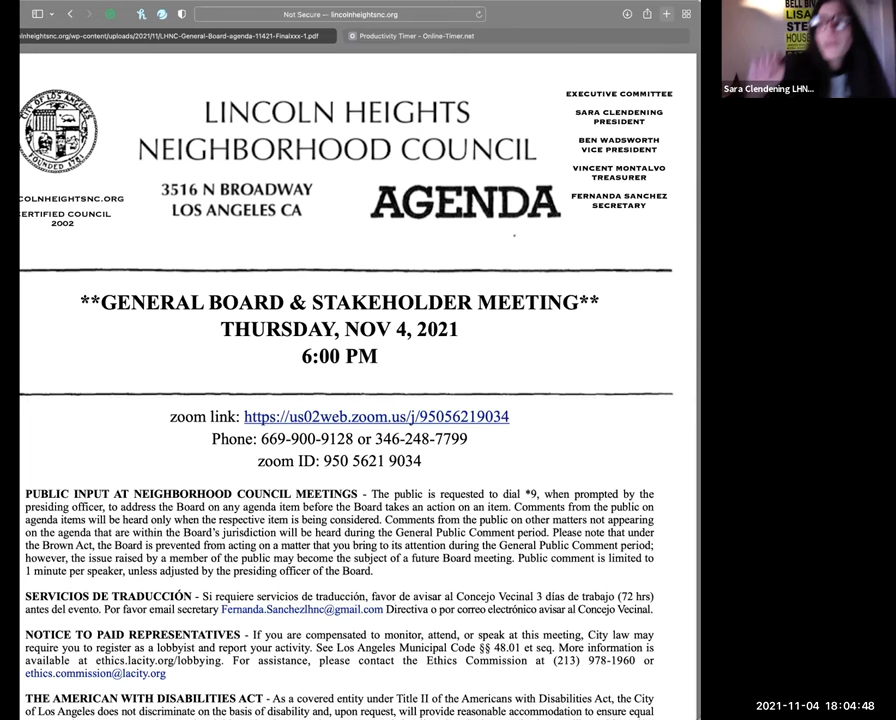 Not Secure — lincolnheightsnc.org
lnheightsnc.org/wp-content/uploads/2021/11/LHNC-General-Board-agenda-11421-Finalxxx-1.pdf
Productivity Timer - Online-Timer.net
BELL
LISA
STE
HOUSE
Sara Clendening LHN...
CITY OF LOS ANGELES
FOUNDED 1781
LINCOLN HEIGHTS
NEIGHBORHOOD COUNCIL
3516 N BROADWAY
LOS ANGELES CA
AGENDA
COLNHEIGHTSNC.ORG
ERTIFIED COUNCIL
2002
EXECUTIVE COMMITTEE
SARA CLENDENING
PRESIDENT
BEN WADSWORTH
VICE PRESIDENT
VINCENT MONTALVO
TREASURER
FERNANDA SANCHEZ
SECRETARY
**GENERAL BOARD & STAKEHOLDER MEETING**
THURSDAY, NOV 4, 2021
6:00 PM
zoom link: https://us02web.zoom.us/j/95056219034
Phone: 669-900-9128 or 346-248-7799
zoom ID: 950 5621 9034
PUBLIC INPUT AT NEIGHBORHOOD COUNCIL MEETINGS - The public is requested to dial *9, when prompted by the
presiding officer, to address the Board on any agenda item before the Board takes an action on an item. Comments from the public on
agenda items will be heard only when the respective item is being considered. Comments from the public on other matters not appearing
on the agenda that are within the Board's jurisdiction will be heard during the General Public Comment period. Please note that under
the Brown Act, the Board is prevented from acting on a matter that you bring to its attention during the General Public Comment period;
however, the issue raised by a member of the public may become the subject of a future Board meeting. Public comment is limited to
1 minute per speaker, unless adjusted by the presiding officer of the Board.
SERVICIOS DE TRADUCCIÓN - Si requiere servicios de traducción, favor de avisar al Concejo Vecinal 3 días de trabajo (72 hrs)
antes del evento. Por favor email secretary Fernanda.Sanchezlhnc@gmail.com Directiva o por correo electrónico avisar al Concejo Vecinal.
NOTICE TO PAID REPRESENTATIVES - If you are compensated to monitor, attend, or speak at this meeting, City law may
require you to register as a lobbyist and report your activity. See Los Angeles Municipal Code §§ 48.01 et seq. More information is
available at ethics.lacity.org/lobbying. For assistance, please contact the Ethics Commission at (213) 978-1960 or
ethics.commission@lacity.org
THE AMERICAN WITH DISABILITIES ACT - As a covered entity under Title II of the Americans with Disabilities Act, the City
of Los Angeles does not discriminate on the basis of disability and, upon request, will provide reasonable accommodation to ensure equal
2021-11-04 18:04:48